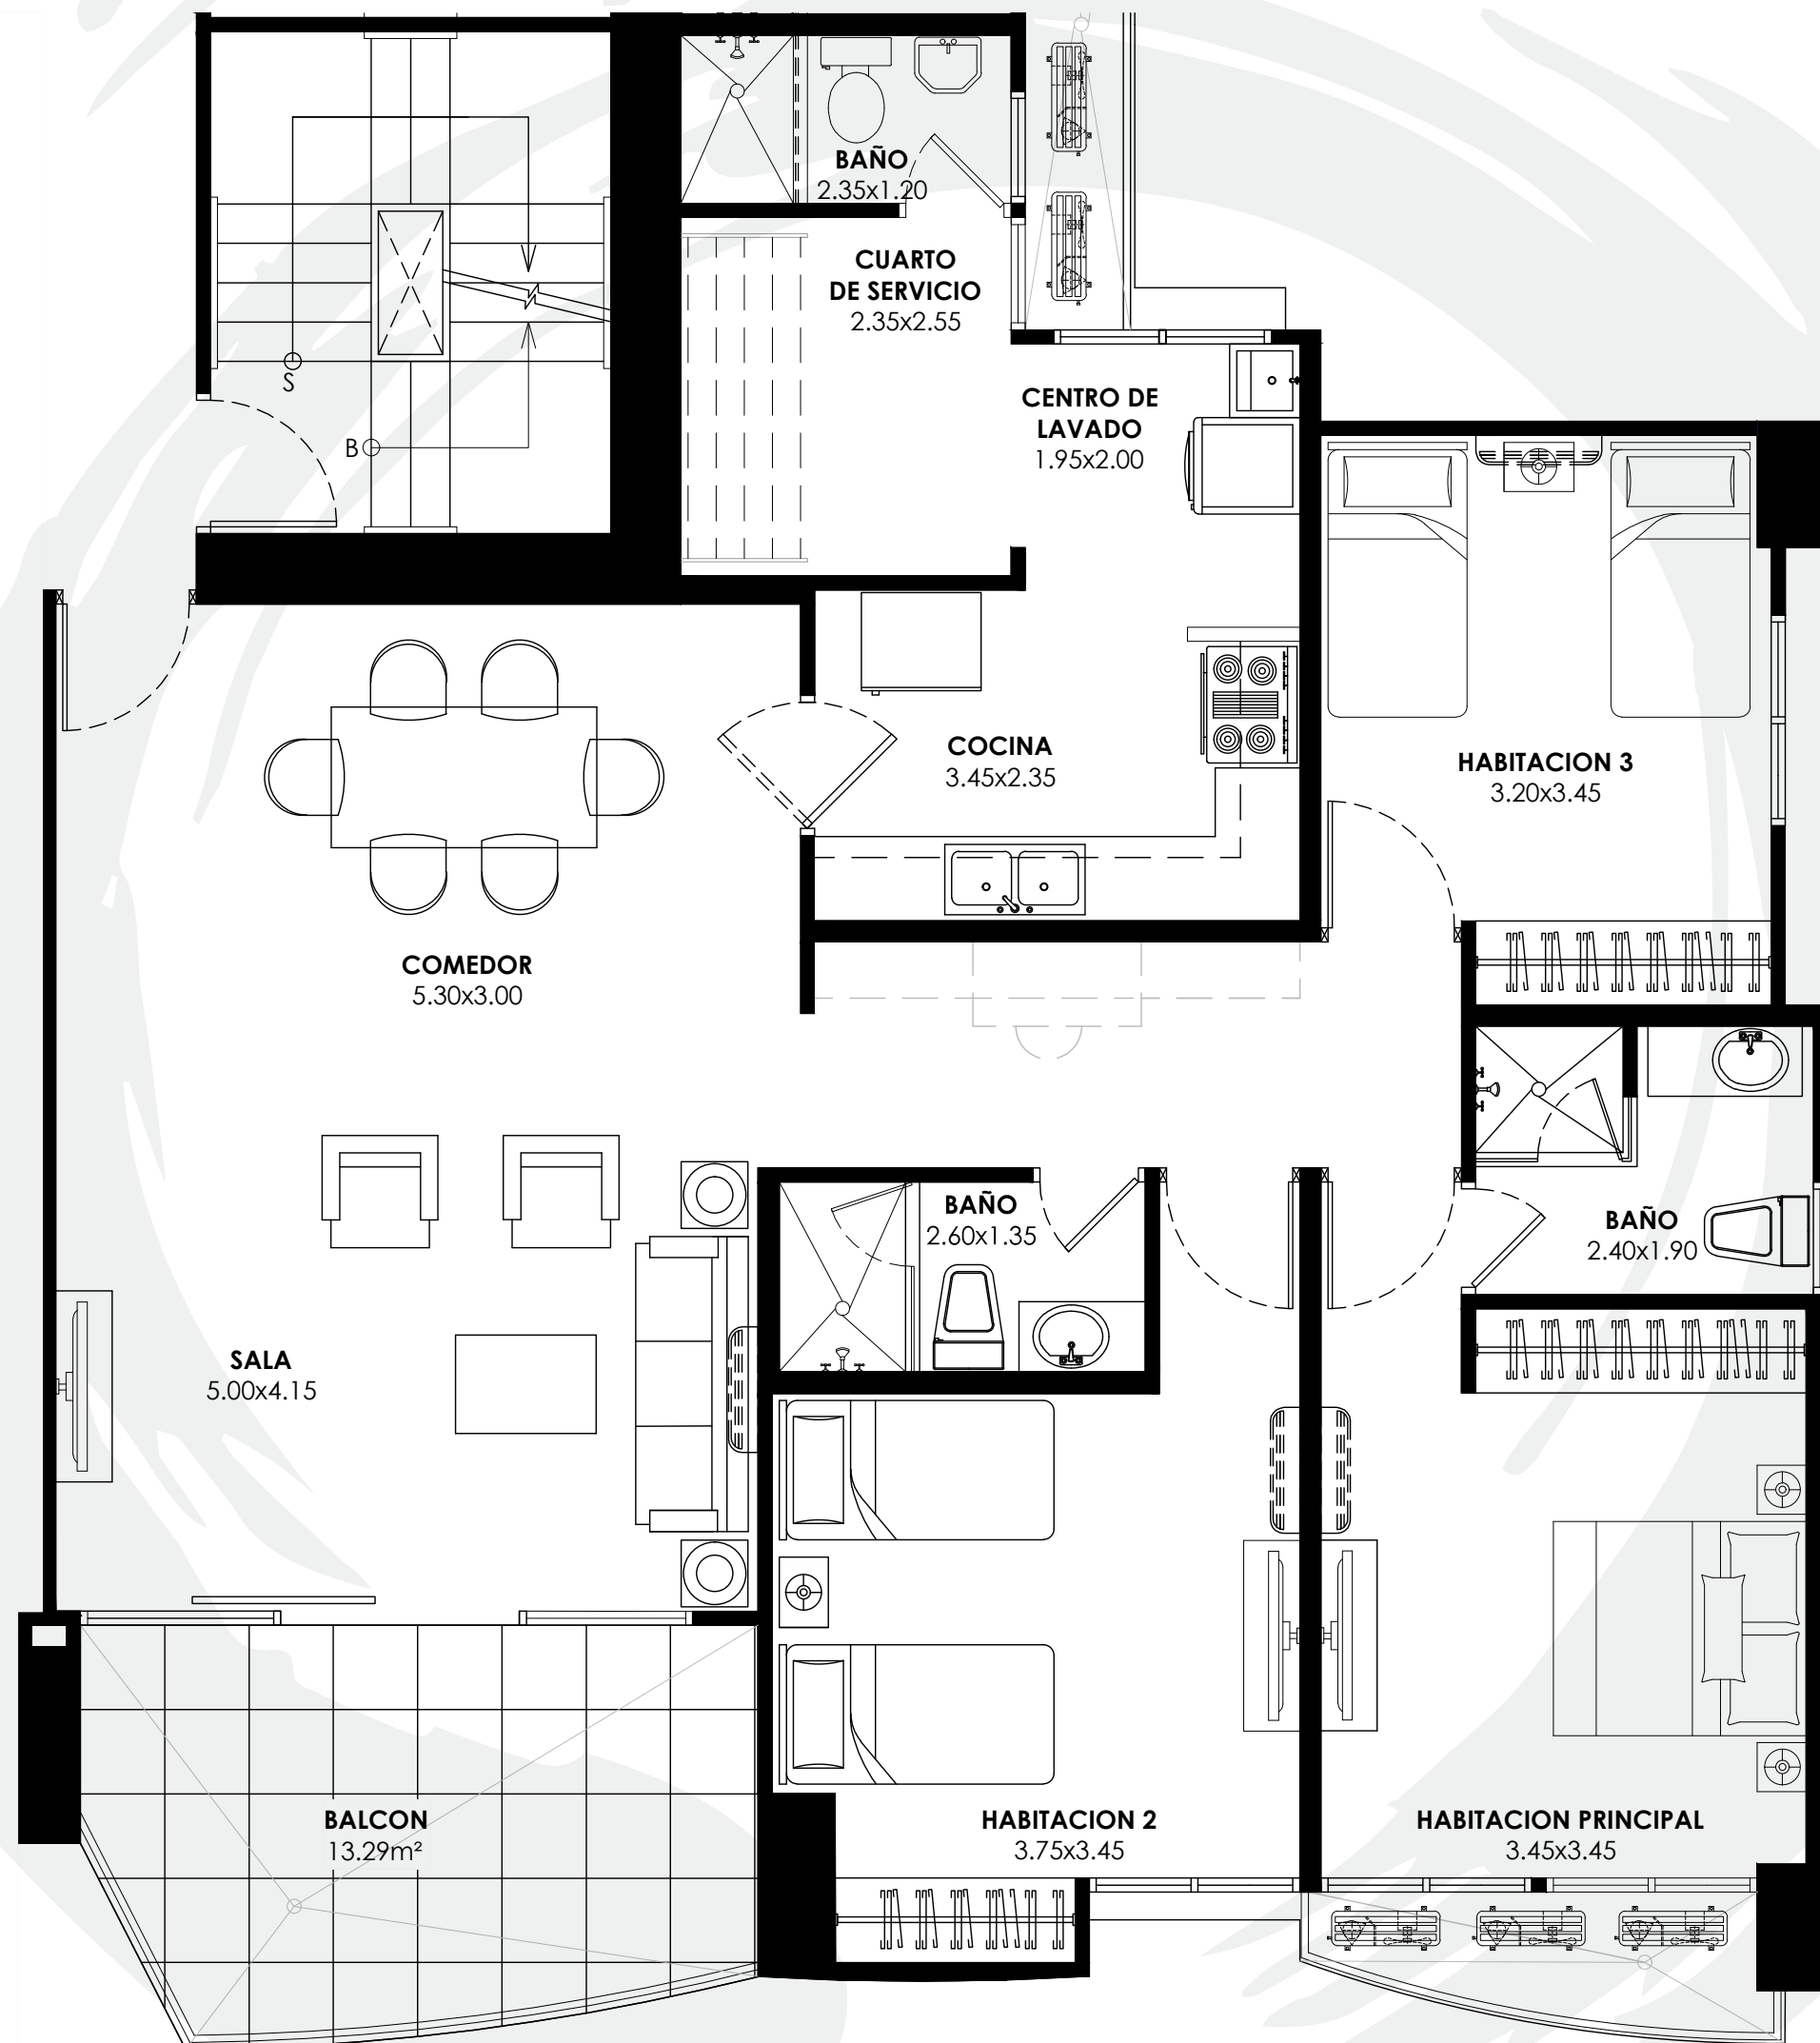 BAÑO
2.35x1.20
CUARTO
DE SERVICIO
2.35x2.55
S
B
CENTRO DE
LAVADO
1.95x2.00
COCINA
3.45x2.35
HABITACION 3
3.20x3.45
COMEDOR
5.30x3.00
BAÑO
2.60x1.35
BAÑO
2.40x1.90
SALA
5.00x4.15
BALCON
13.29m²
HABITACION 2
3.75x3.45
HABITACION PRINCIPAL
3.45x3.45